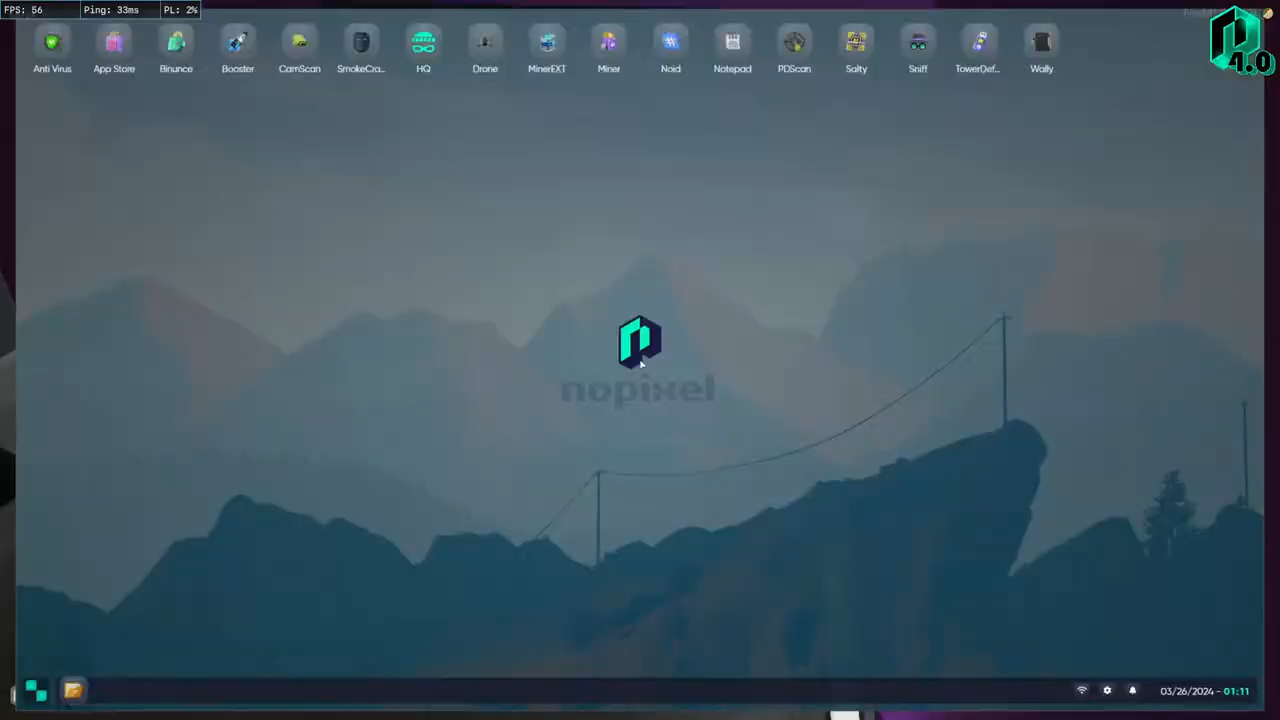 FPS: 56 Ping: 33ms PL: 2%
4.0
Anti Virus App Store Binunce Booster CamScan SmokeCra... HQ Drone MinerEXT Miner Noid Notepad PDScan Salty Sniff TowerDef... Wally
nopixel
03/26/2024 - 01:11